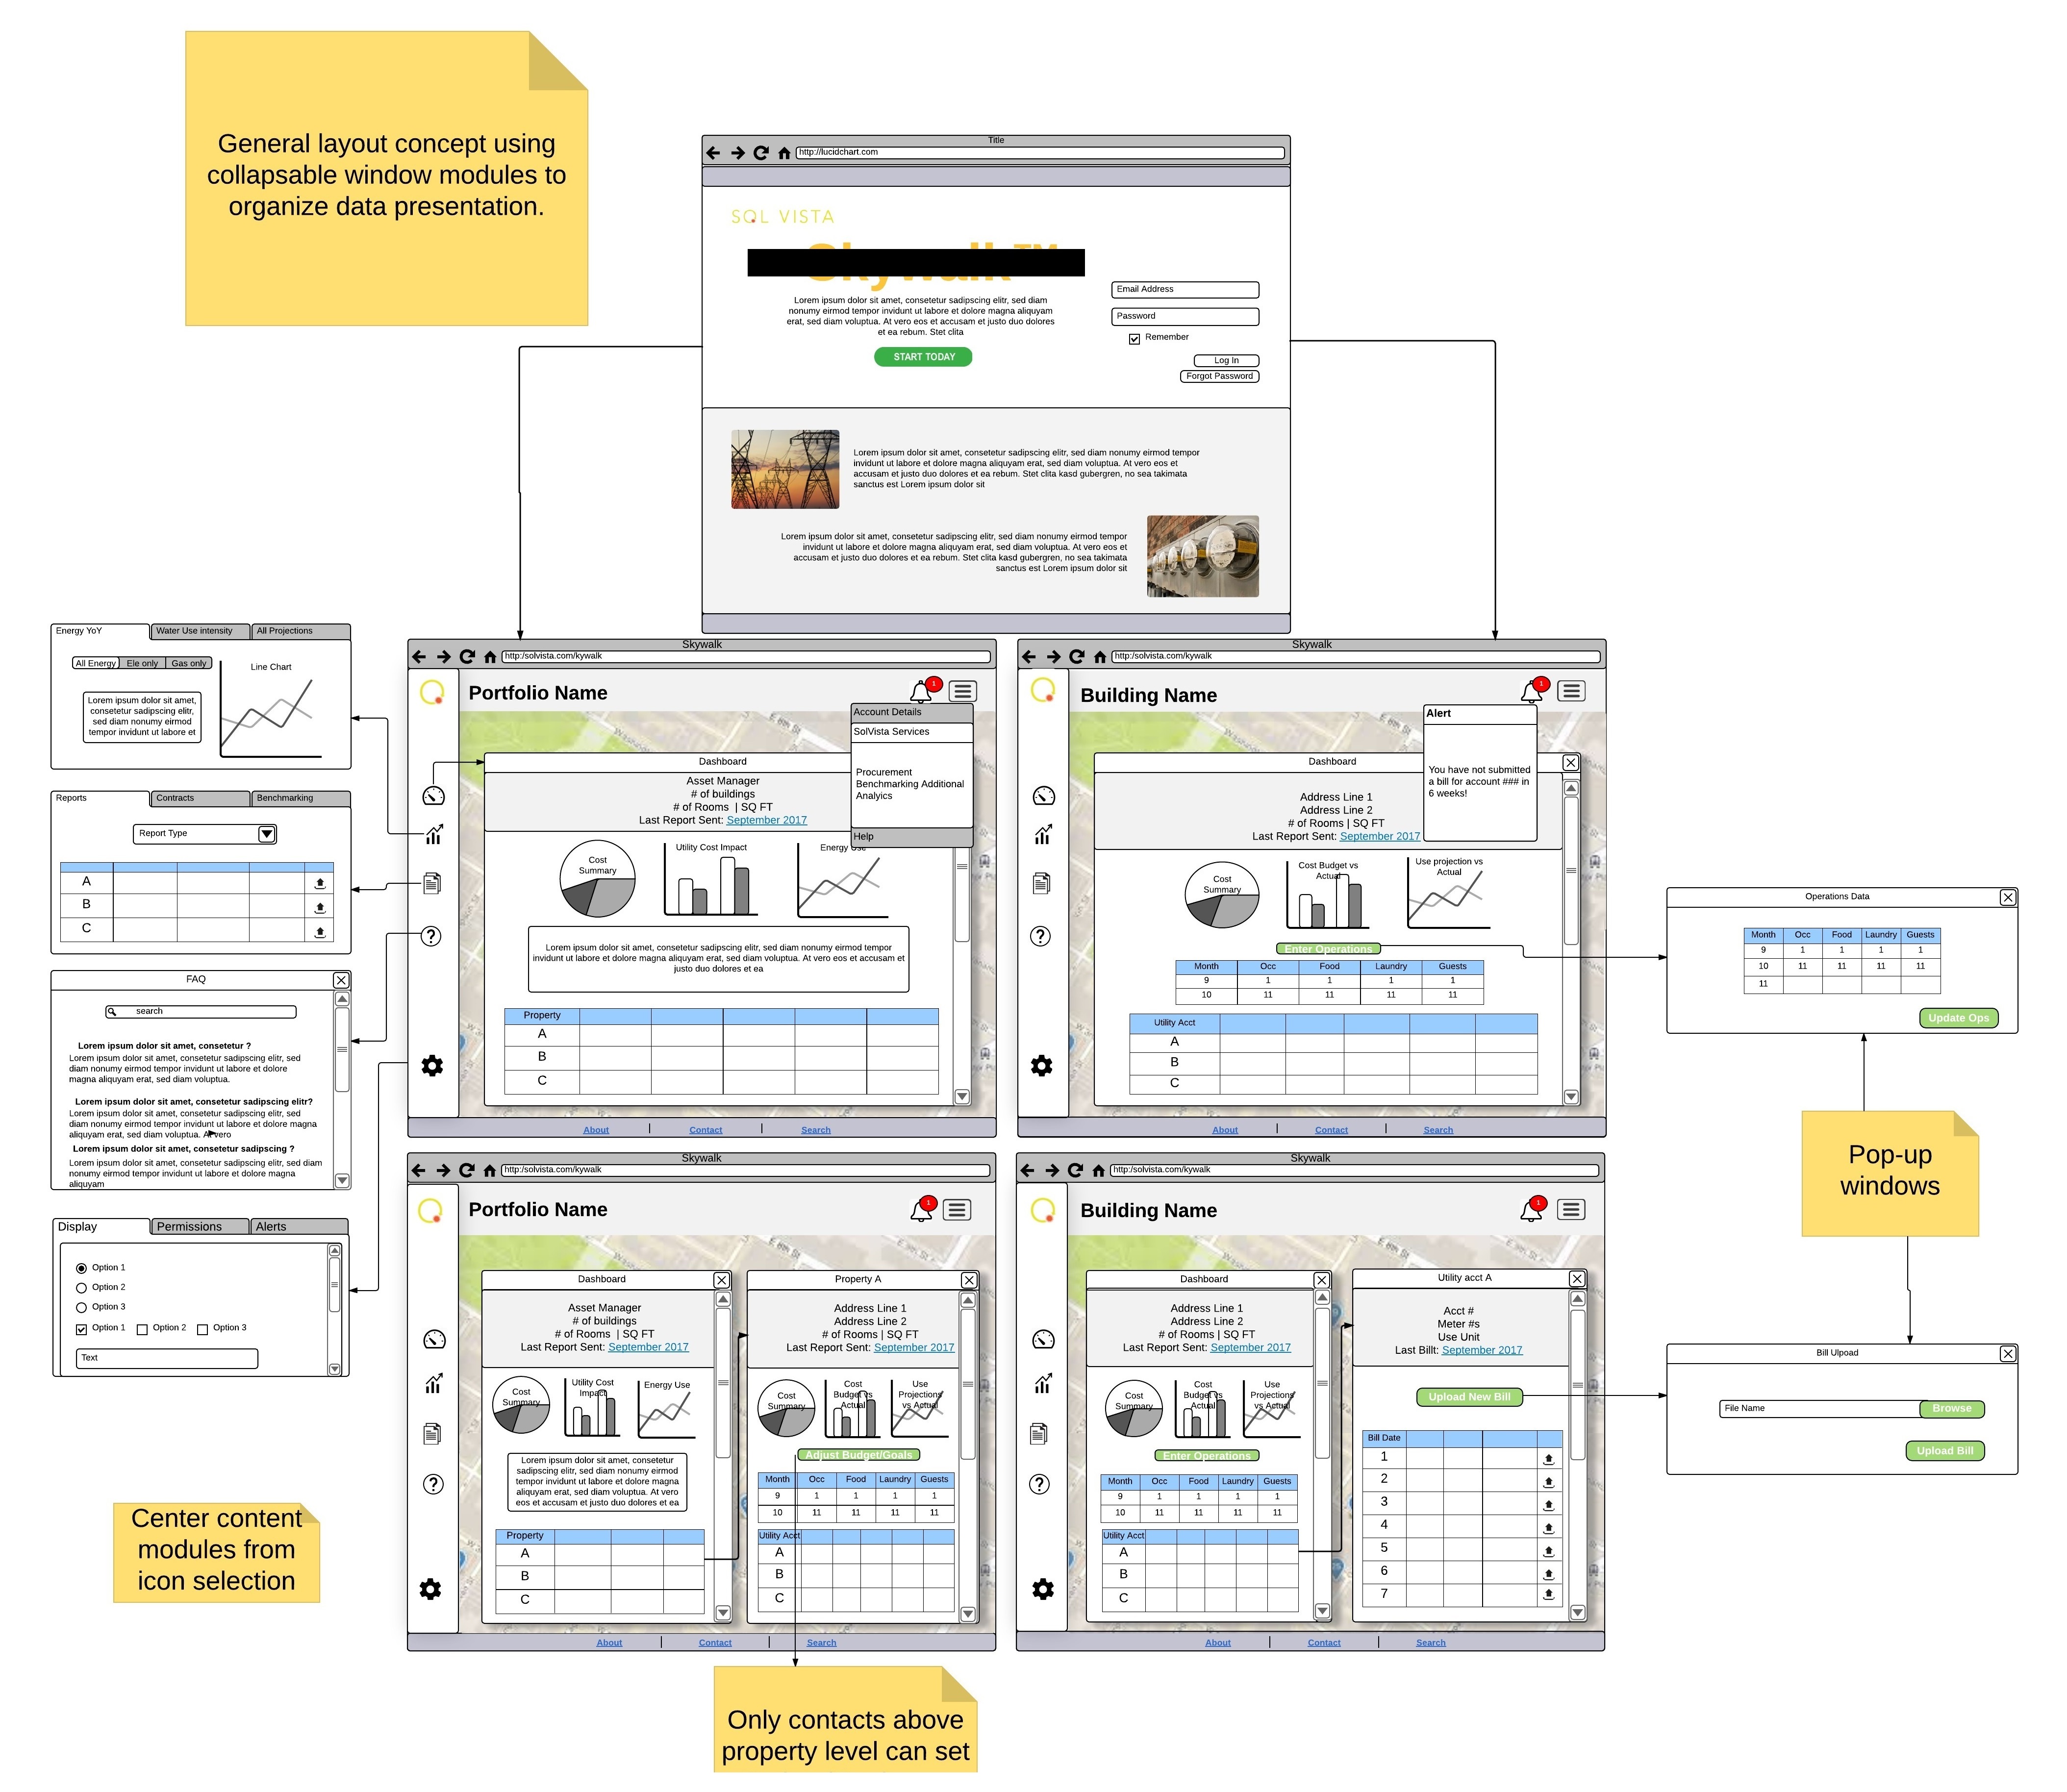 General layout concept using
collapsable window modules to
organize data presentation.
Title
http://lucidchart.com
SOL VISTA
Lorem ipsum dolor sit amet, consetetur sadipscing elitr, sed diam
nonumy eirmod tempor invidunt ut labore et dolore magna aliquyam
erat, sed diam voluptua. At vero eos et accusam et justo duo dolores
et ea rebum. Stet clita
START TODAY
Email Address
Password
Remember
Log In
Forgot Password
Lorem ipsum dolor sit amet, consetetur sadipscing elitr, sed diam nonumy eirmod tempor
invidunt ut labore et dolore magna aliquyam erat, sed diam voluptua. At vero eos et
accusam et justo duo dolores et ea rebum. Stet clita kasd gubergren, no sea takimata
sanctus est Lorem ipsum dolor sit
Lorem ipsum dolor sit amet, consetetur sadipscing elitr, sed diam nonumy eirmod tempor
invidunt ut labore et dolore magna aliquyam erat, sed diam voluptua. At vero eos et
accusam et justo duo dolores et ea rebum. Stet clita kasd gubergren, no sea takimata
sanctus est Lorem ipsum dolor sit
Energy YoY
Water Use intensity
All Projections
All Energy
Ele only
Gas only
Line Chart
Lorem ipsum dolor sit amet,
consetetur sadipscing elitr,
sed diam nonumy eirmod
tempor invidunt ut labore et
Reports
Contracts
Benchmarking
Report Type
A
B
C
FAQ
search
Lorem ipsum dolor sit amet, consetetur ?
Lorem ipsum dolor sit amet, consetetur sadipscing elitr, sed
diam nonumy eirmod tempor invidunt ut labore et dolore
magna aliquyam erat, sed diam voluptua.
Lorem ipsum dolor sit amet, consetetur sadipscing elitr?
Lorem ipsum dolor sit amet, consetetur sadipscing elitr, sed
diam nonumy eirmod tempor invidunt ut labore et dolore magna
aliquyam erat, sed diam voluptua. At vero
Lorem ipsum dolor sit amet, consetetur sadipscing ?
Lorem ipsum dolor sit amet, consetetur sadipscing elitr, sed diam
nonumy eirmod tempor invidunt ut labore et dolore magna
aliquyam
Display
Permissions
Alerts
Option 1
Option 2
Option 3
Option 1 Option 2 Option 3
Text
Center content
modules from
icon selection
Skywalk
http:/solvista.com/kywalk
Portfolio Name
1
Account Details
SolVista Services
Procurement
Benchmarking Additional
Analyics
Help
Dashboard
Asset Manager
# of buildings
# of Rooms | SQ FT
Last Report Sent: September 2017
Cost
Summary
Utility Cost Impact
Energy Use
Lorem ipsum dolor sit amet, consetetur sadipscing elitr, sed diam nonumy eirmod tempor
invidunt ut labore et dolore magna aliquyam erat, sed diam voluptua. At vero eos et accusam et
justo duo dolores et ea
Property
A
B
C
About
Contact
Search
Skywalk
http:/solvista.com/kywalk
Building Name
1
Alert
You have not submitted
a bill for account ### in
6 weeks!
Dashboard
Address Line 1
Address Line 2
# of Rooms | SQ FT
Last Report Sent: September 2017
Cost
Summary
Cost Budget vs
Actual
Use projection vs
Actual
Enter Operations
Month Occ Food Laundry Guests
9 1 1 1 1
10 11 11 11 11
Utility Acct
A
B
C
About
Contact
Search
Operations Data
Month Occ Food Laundry Guests
9 1 1 1 1
10 11 11 11 11
11
Update Ops
Pop-up
windows
Skywalk
http:/solvista.com/kywalk
Portfolio Name
1
Dashboard
Asset Manager
# of buildings
# of Rooms | SQ FT
Last Report Sent: September 2017
Cost
Summary
Utility Cost
Impact
Energy Use
Lorem ipsum dolor sit amet, consetetur
sadipscing elitr, sed diam nonumy eirmod
tempor invidunt ut labore et dolore magna
aliquyam erat, sed diam voluptua. At vero
eos et accusam et justo duo dolores et ea
Property
A
B
C
Property A
Address Line 1
Address Line 2
# of Rooms | SQ FT
Last Report Sent: September 2017
Cost
Summary
Cost
Budget vs
Actual
Use
Projections
vs Actual
Adjust Budget/Goals
Month Occ Food Laundry Guests
9 1 1 1 1
10 11 11 11 11
Utility Acct
A
B
C
About
Contact
Search
Only contacts above
property level can set
Skywalk
http:/solvista.com/kywalk
Building Name
1
Dashboard
Address Line 1
Address Line 2
# of Rooms | SQ FT
Last Report Sent: September 2017
Cost
Summary
Cost
Budget vs
Actual
Use
Projections
vs Actual
Enter Operations
Month Occ Food Laundry Guests
9 1 1 1 1
10 11 11 11 11
Utility Acct
A
B
C
Utility acct A
Acct #
Meter #s
Use Unit
Last Billt: September 2017
Upload New Bill
Bill Date
1
2
3
4
5
6
7
About
Contact
Search
Bill Ulpoad
File Name
Browse
Upload Bill